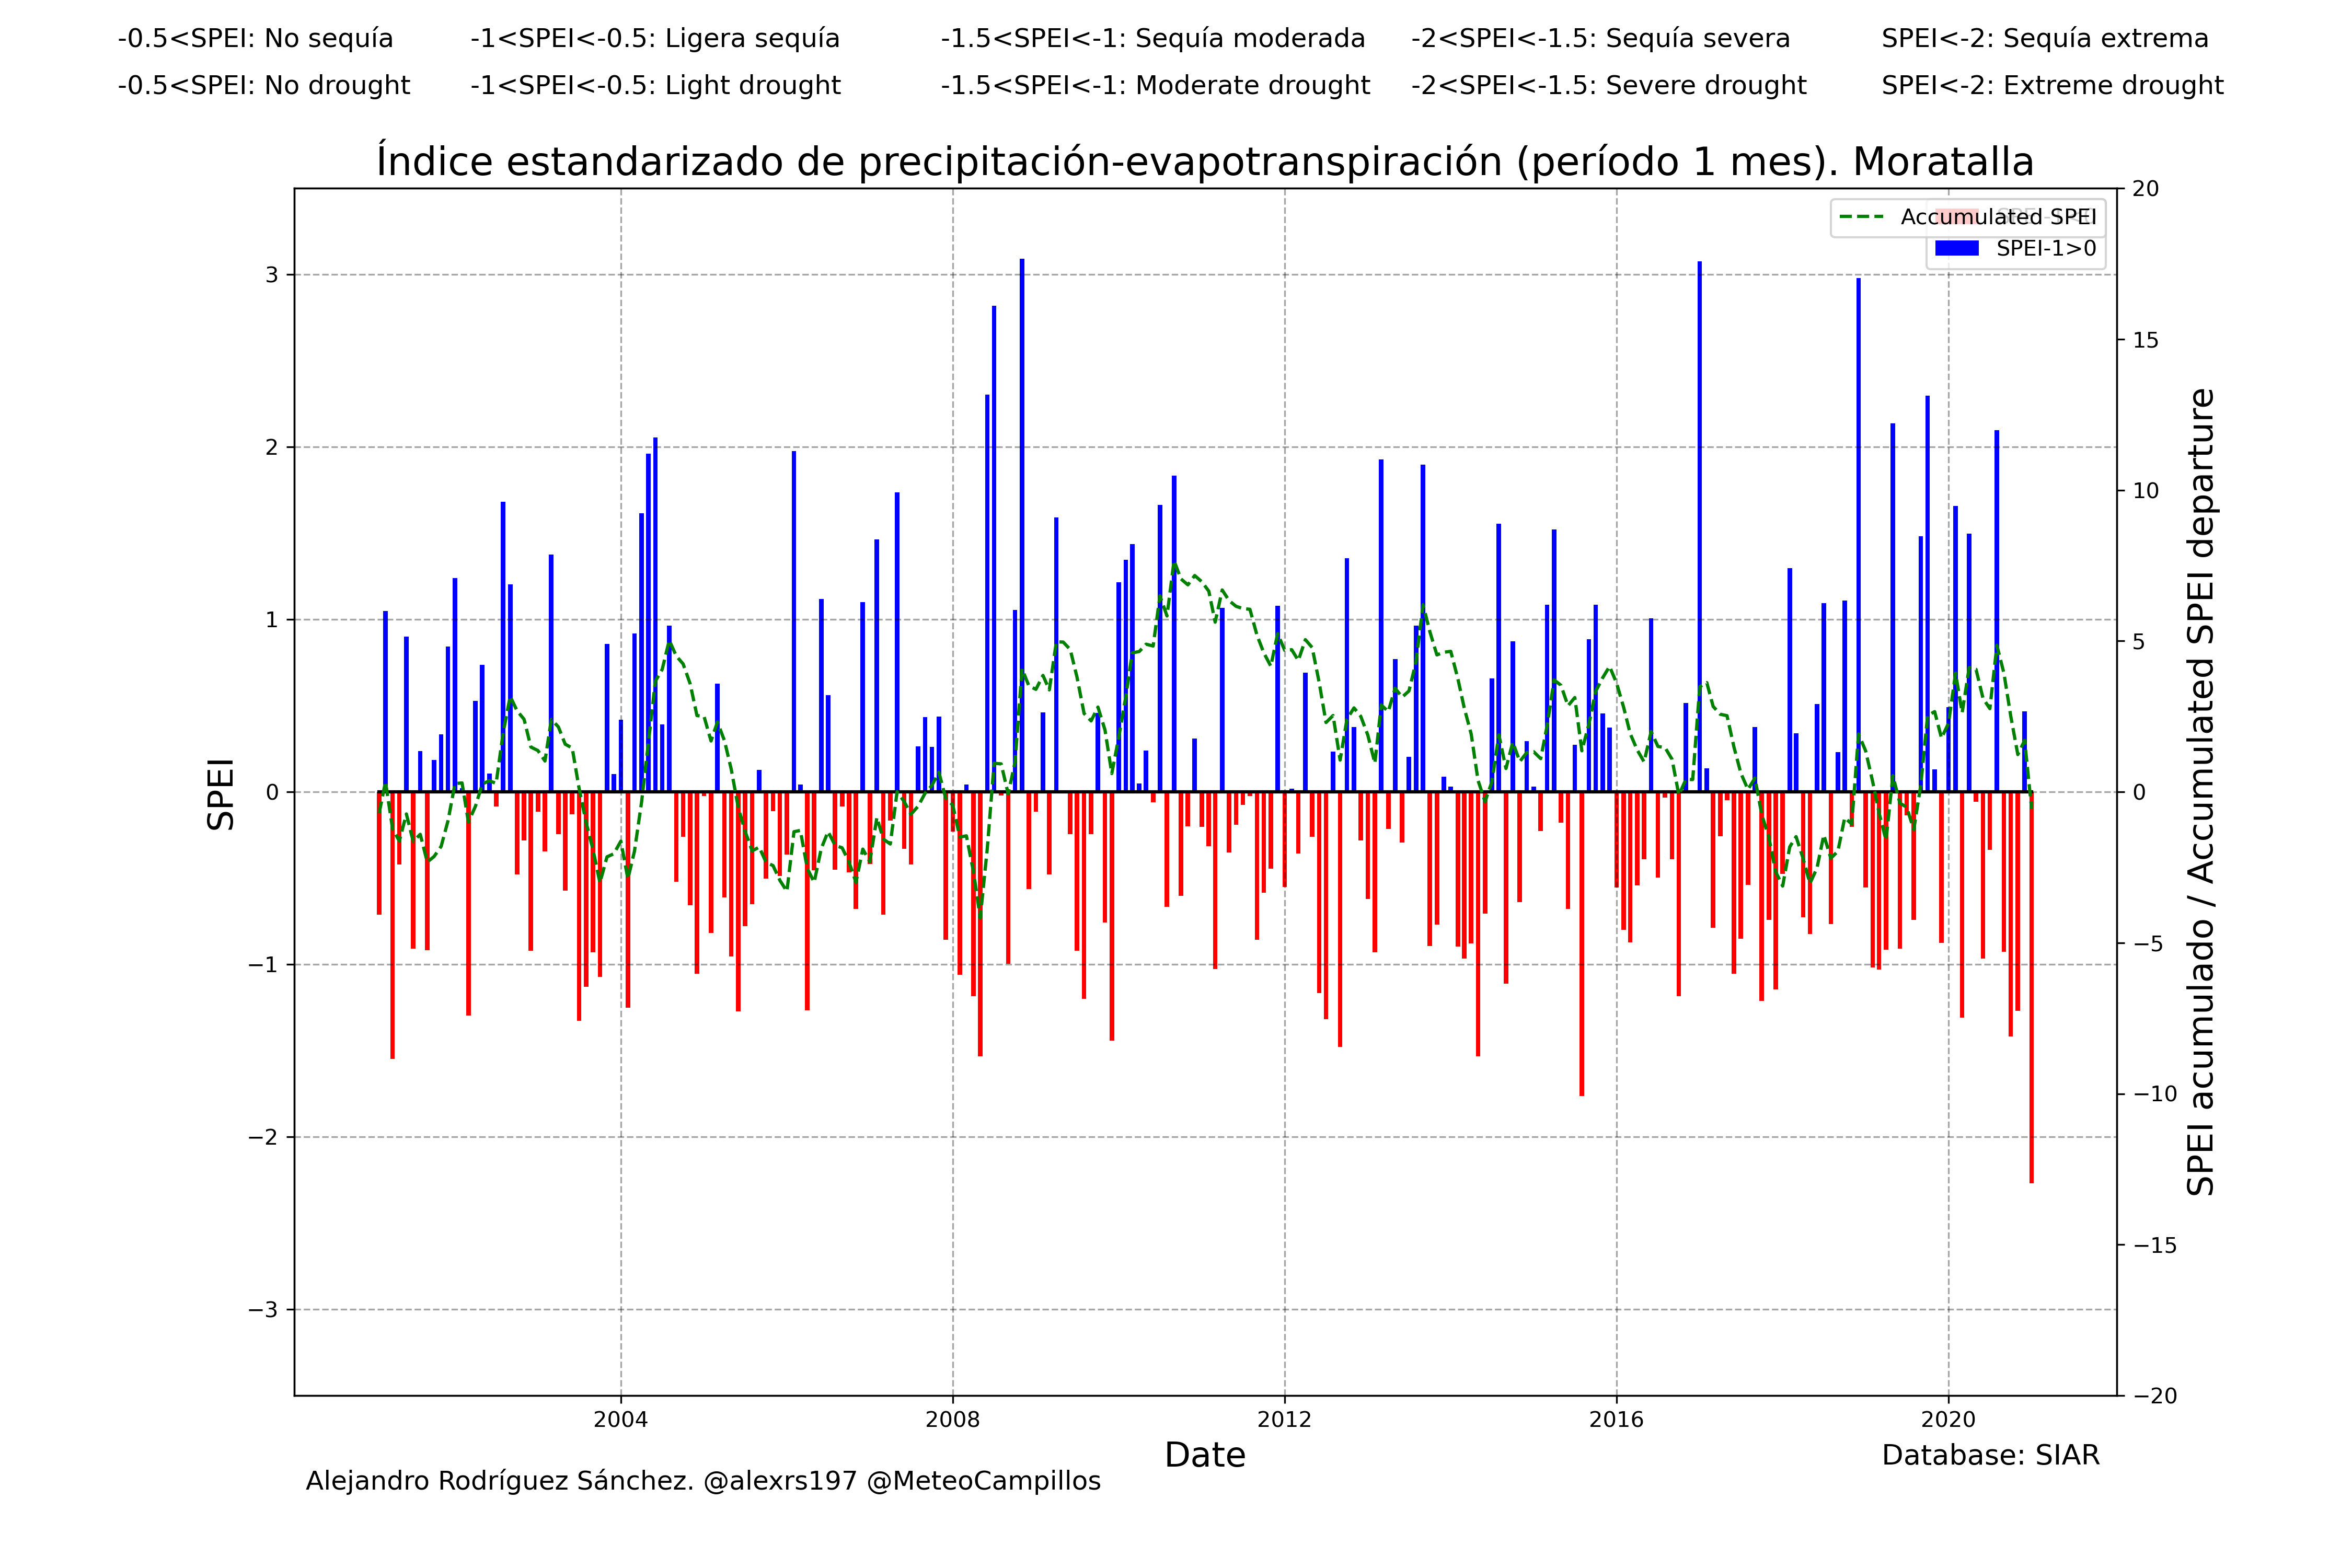 -0.5<SPEI: No sequía -1<SPEI<-0.5: Ligera sequía -1.5<SPEI<-1: Sequía moderada -2<SPEI<-1.5: Sequía severa SPEI<-2: Sequía extrema
-0.5<SPEI: No drought -1<SPEI<-0.5: Light drought -1.5<SPEI<-1: Moderate drought -2<SPEI<-1.5: Severe drought SPEI<-2: Extreme drought
Índice estandarizado de precipitación-evapotranspiración (período 1 mes). Moratalla
Accumulated SPEI
SPEI-1>0
SPEI
3
2
1
0
−1
−2
−3
20
15
10
5
0
−5
−10
−15
−20
SPEI acumulado / Accumulated SPEI departure
2004 2008 2012 2016 2020
Date
Database: SIAR
Alejandro Rodríguez Sánchez. @alexrs197 @MeteoCampillos